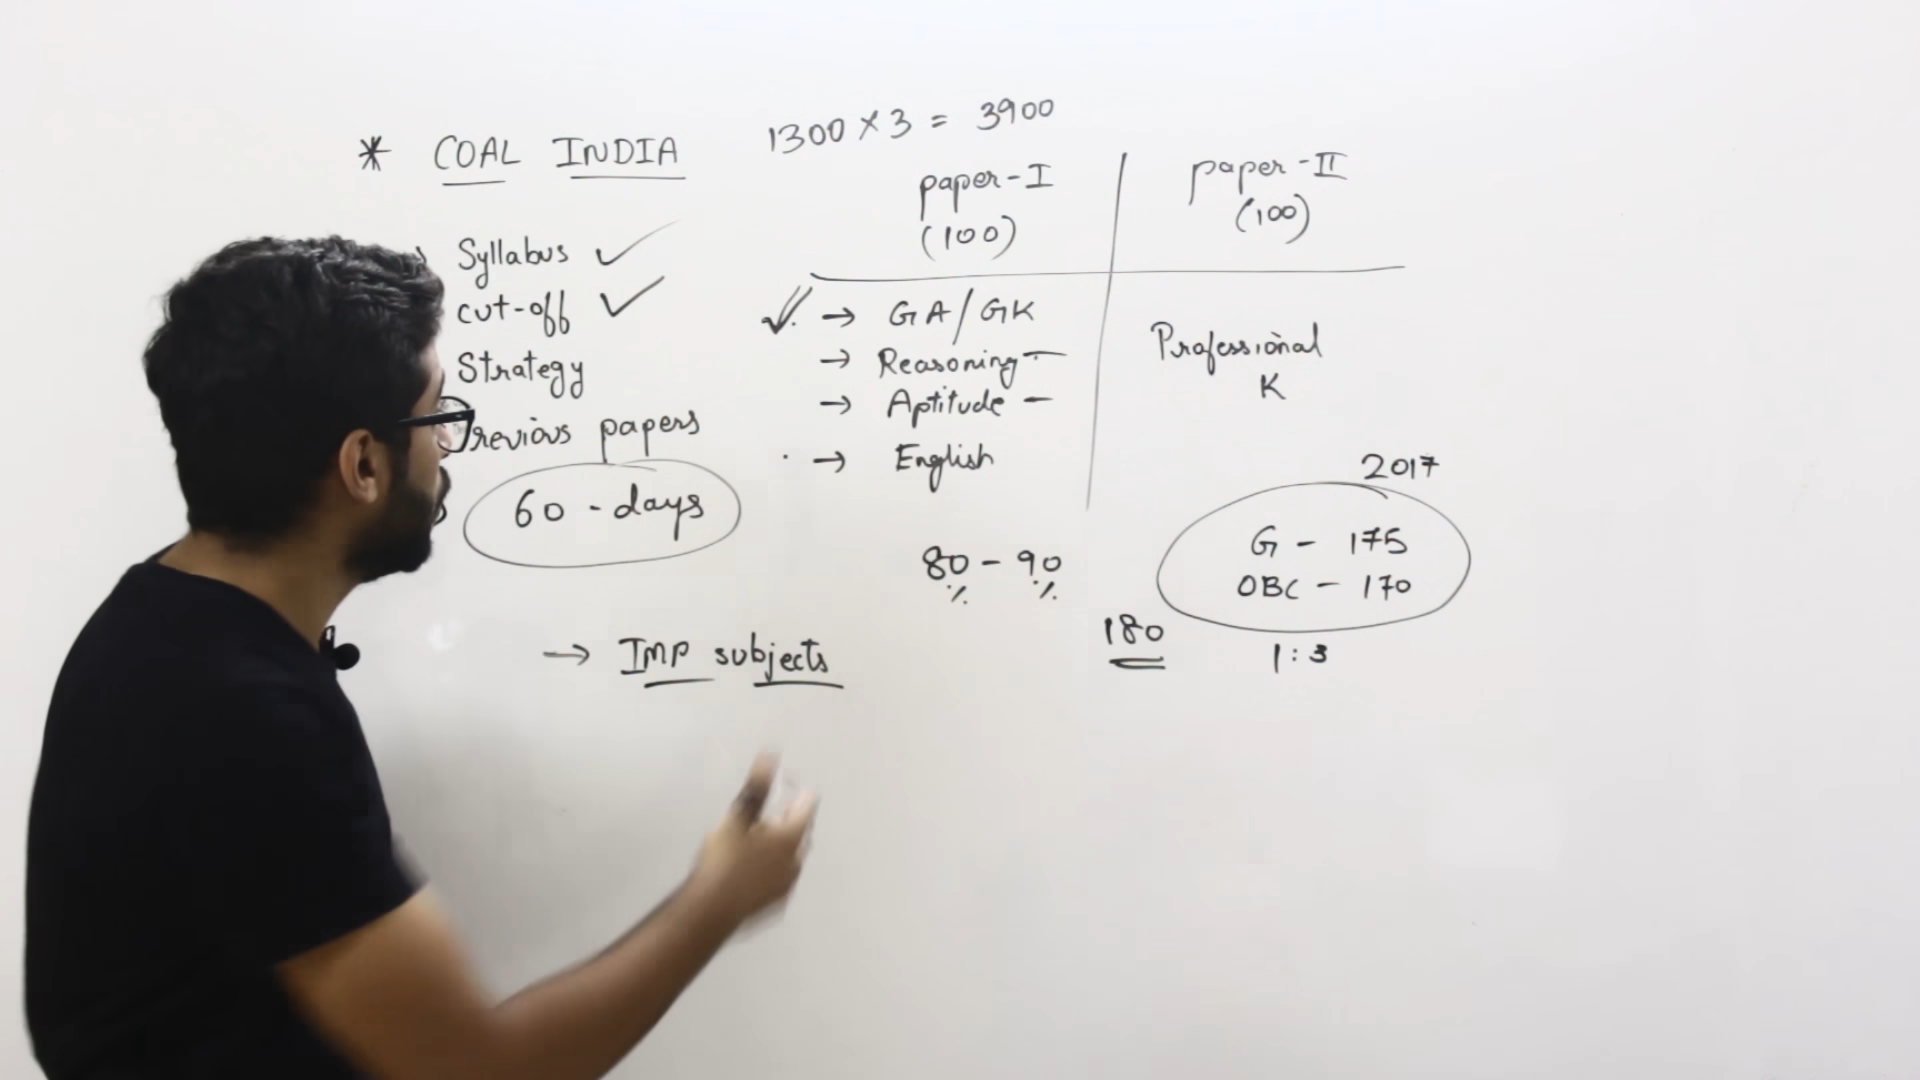 * COAL INDIA
Syllabus ✓
cut-off ✓
Strategy
revious papers
60 - days
→ IMP subjects
1300 × 3 = 3900
paper-I
(100)
→ GA/GK
→ Reasoning
→ Aptitude
→ English
80 - 90
% %
paper-II
(100)
Professional
K
2017
G - 175
OBC - 170
180
1:3